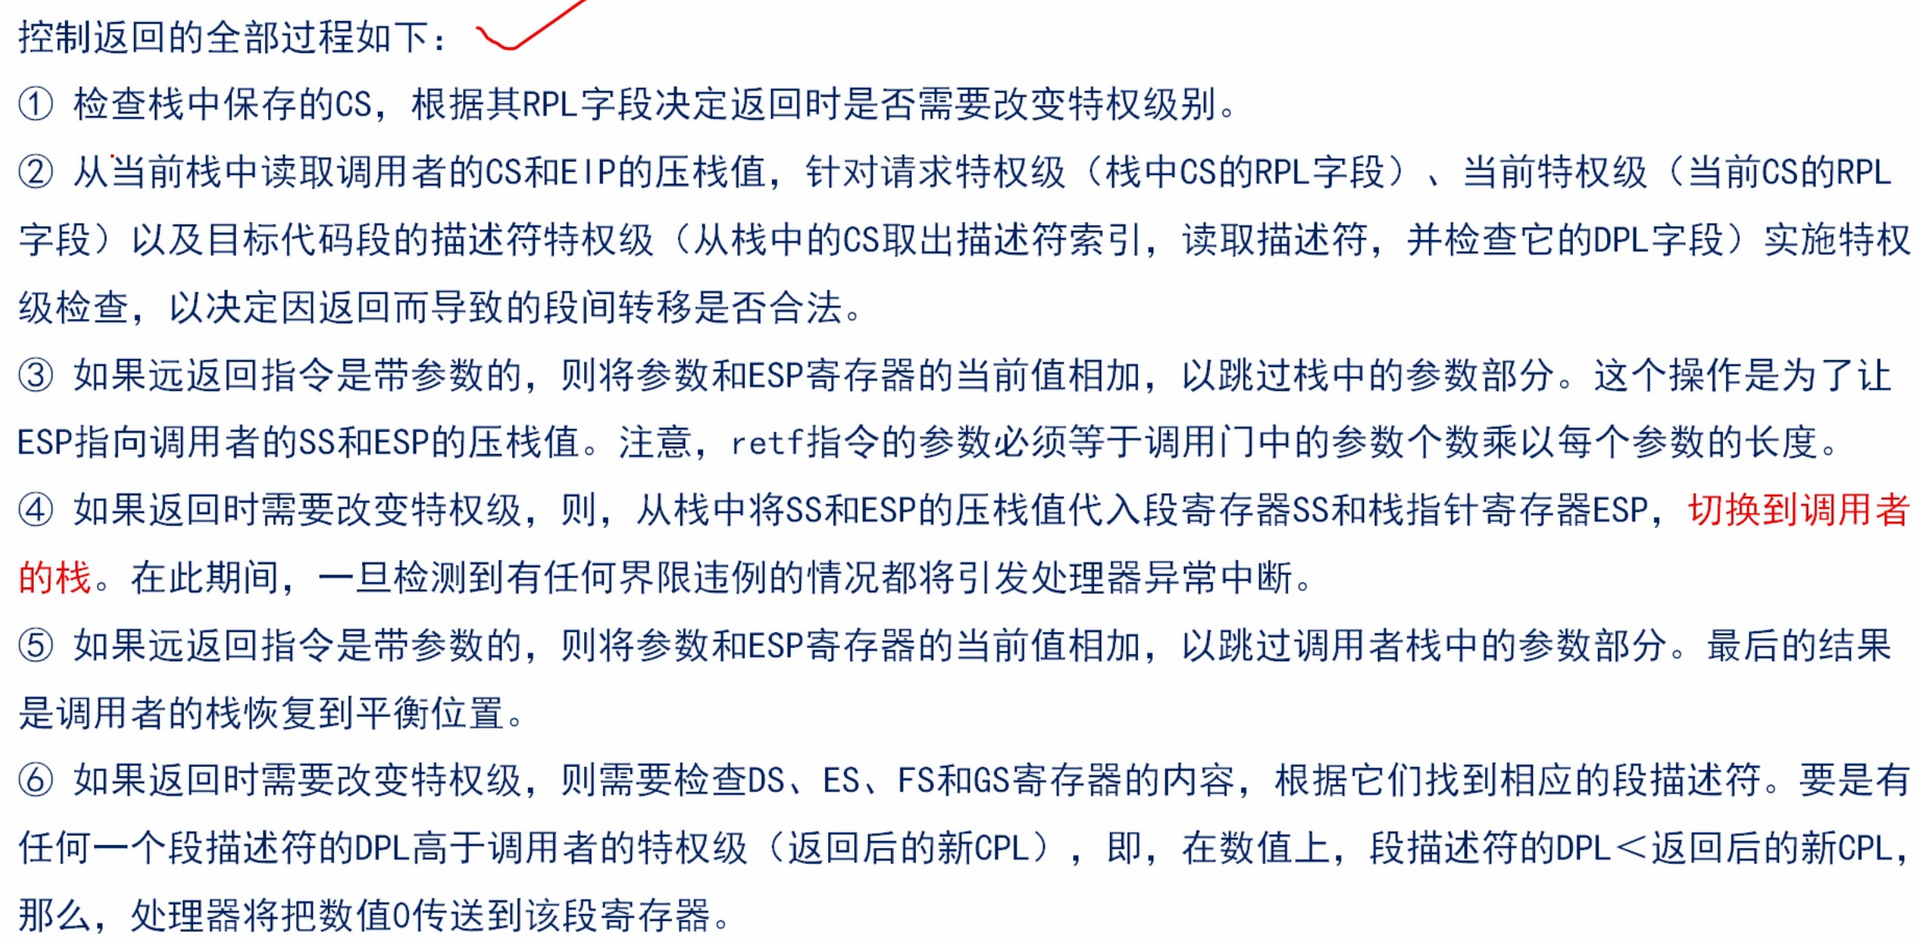 控制返回的全部过程如下：
① 检查栈中保存的CS，根据其RPL字段决定返回时是否需要改变特权级别。
② 从当前栈中读取调用者的CS和EIP的压栈值，针对请求特权级（栈中CS的RPL字段）、当前特权级（当前CS的RPL
字段）以及目标代码段的描述符特权级（从栈中的CS取出描述符索引，读取描述符，并检查它的DPL字段）实施特权
级检查，以决定因返回而导致的段间转移是否合法。
③ 如果远返回指令是带参数的，则将参数和ESP寄存器的当前值相加，以跳过栈中的参数部分。这个操作是为了让
ESP指向调用者的SS和ESP的压栈值。注意，retf指令的参数必须等于调用门中的参数个数乘以每个参数的长度。
④ 如果返回时需要改变特权级，则，从栈中将SS和ESP的压栈值代入段寄存器SS和栈指针寄存器ESP，切换到调用者
的栈。在此期间，一旦检测到有任何界限违例的情况都将引发处理器异常中断。
⑤ 如果远返回指令是带参数的，则将参数和ESP寄存器的当前值相加，以跳过调用者栈中的参数部分。最后的结果
是调用者的栈恢复到平衡位置。
⑥ 如果返回时需要改变特权级，则需要检查DS、ES、FS和GS寄存器的内容，根据它们找到相应的段描述符。要是有
任何一个段描述符的DPL高于调用者的特权级（返回后的新CPL），即，在数值上，段描述符的DPL＜返回后的新CPL，
那么，处理器将把数值0传送到该段寄存器。